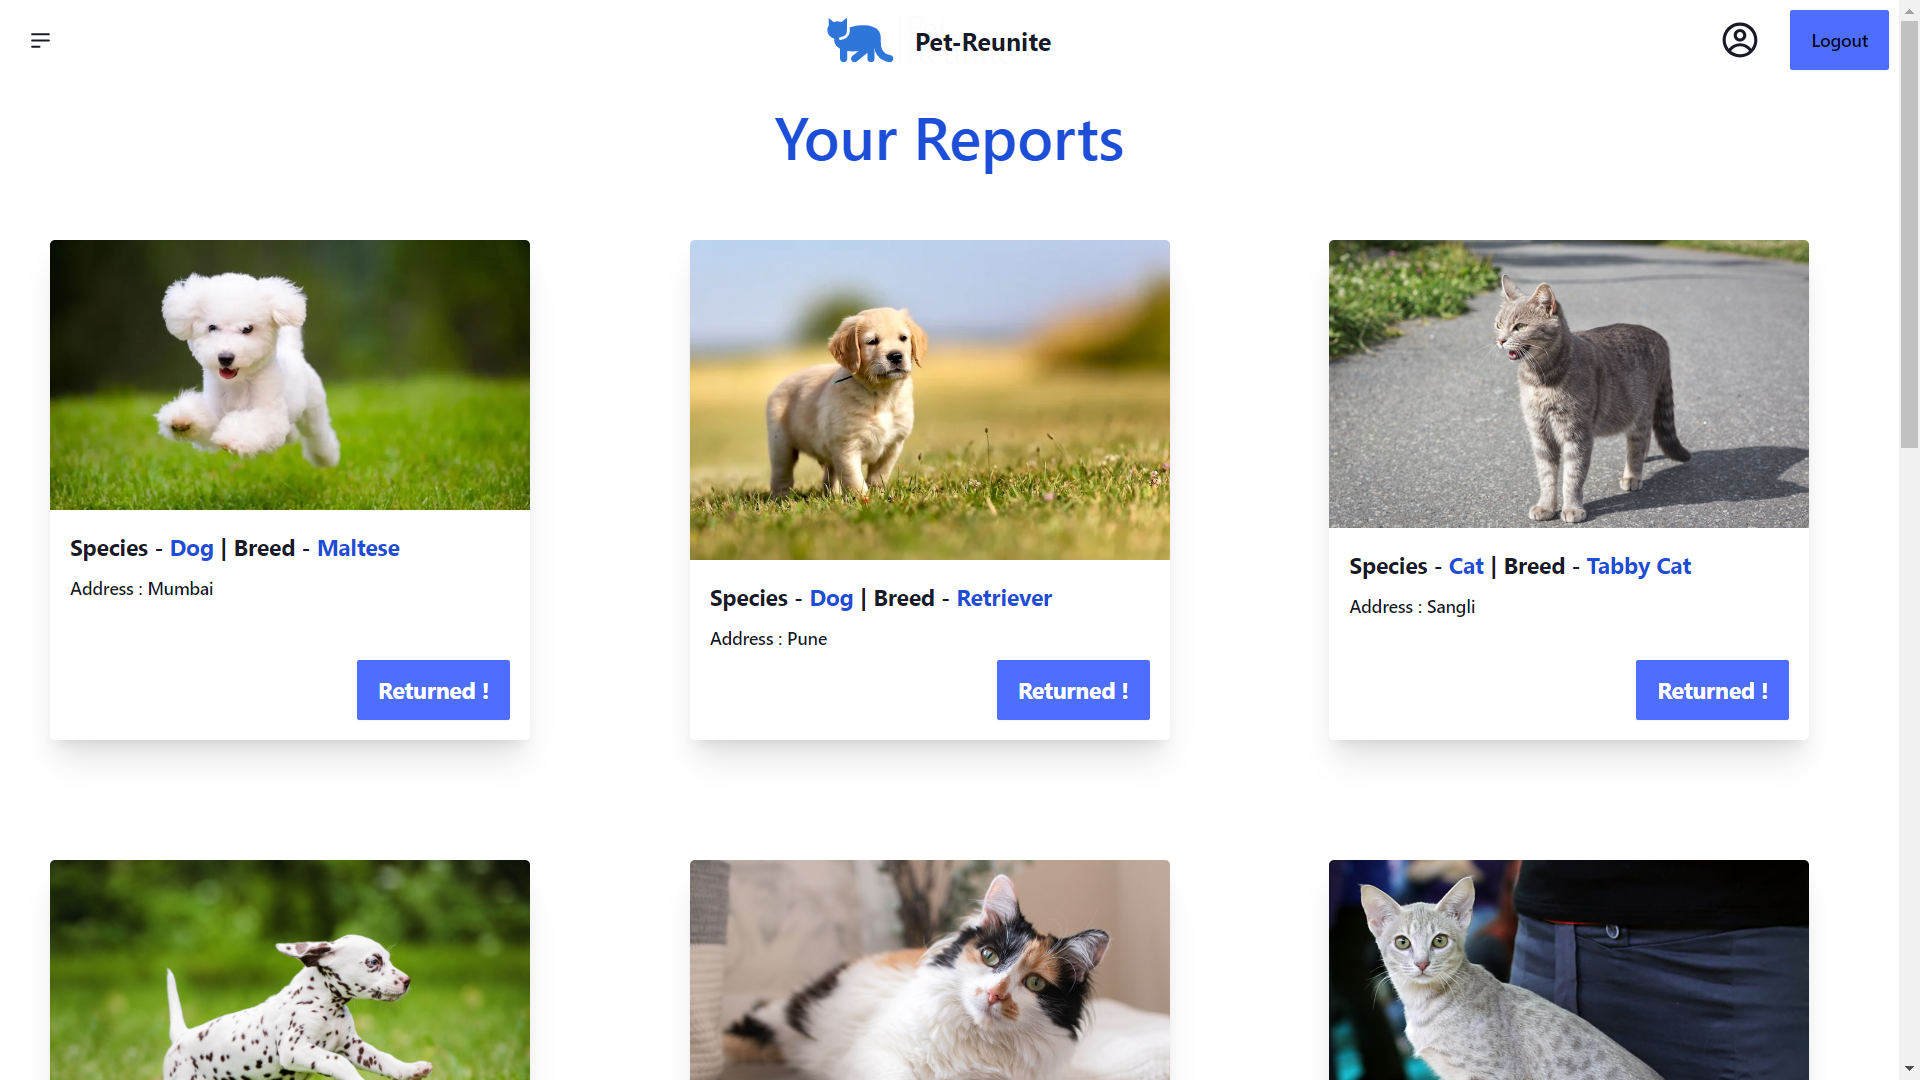 Pet-Reunite
Logout
Your Reports
Species - Dog | Breed - Maltese
Address : Mumbai
Returned !
Species - Dog | Breed - Retriever
Address : Pune
Returned !
Species - Cat | Breed - Tabby Cat
Address : Sangli
Returned !